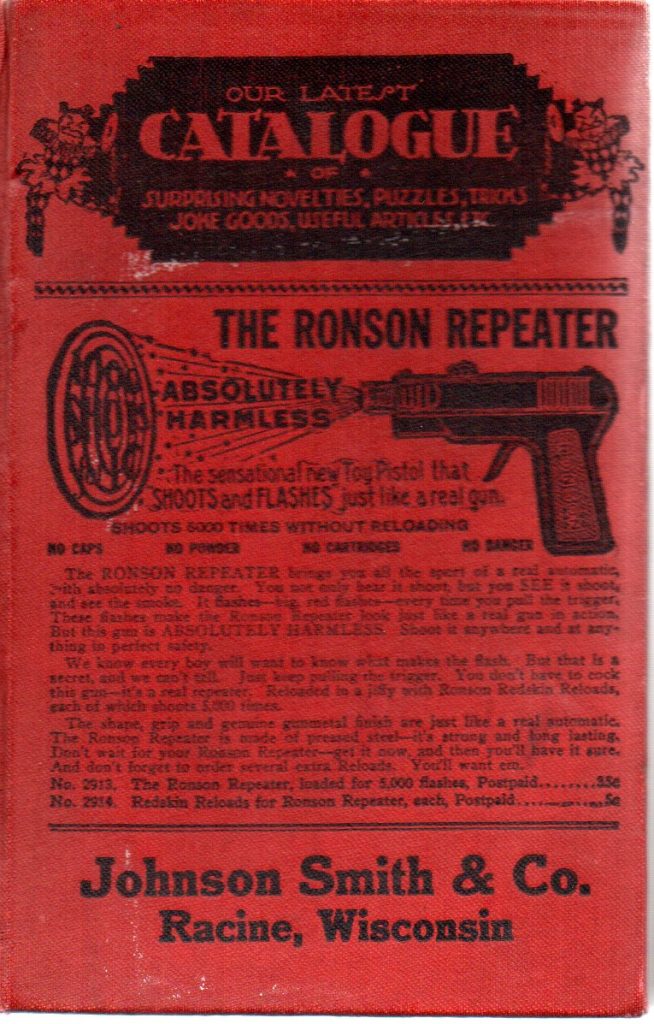 OUR LATEST
CATALOGUE
OF
SURPRISING NOVELTIES, PUZZLES, TRICKS
JOKE GOODS, USEFUL ARTICLES, ETC
THE RONSON REPEATER
ABSOLUTELY
HARMLESS
The sensational new Toy Pistol that
SHOOTS and FLASHES just like a real gun.
SHOOTS 5000 TIMES WITHOUT RELOADING
NO CAPS NO POWDER NO CARTRIDGES NO DANGER
The RONSON REPEATER brings you all the sport of a real automatic,
with absolutely no danger. You not only hear it shoot, but you SEE it shoot,
and see the smoke. It flashes—big, red flashes—every time you pull the trigger.
These flashes make the Ronson Repeater look just like a real gun in action.
But this gun is ABSOLUTELY HARMLESS. Shoot it anywhere and at any-
thing in perfect safety.
We know every boy will want to know what makes the flash. But that is a
secret, and we can't tell. Just keep pulling the trigger. You don't have to cock
this gun—it's a real repeater. Reloaded in a jiffy with Ronson Redskin Reloads,
each of which shoots 5,000 times.
The shape, grip and genuine gunmetal finish are just like a real automatic.
The Ronson Repeater is made of pressed steel—it's strong and long lasting.
Don't wait for your Ronson Repeater—get it now, and then you'll have it sure.
And don't forget to order several extra Reloads. You'll want em.
No. 2913. The Ronson Repeater, loaded for 5,000 flashes, Postpaid........35c
No. 2914. Redskin Reloads for Ronson Repeater, each, Postpaid..............5c
Johnson Smith & Co.
Racine, Wisconsin